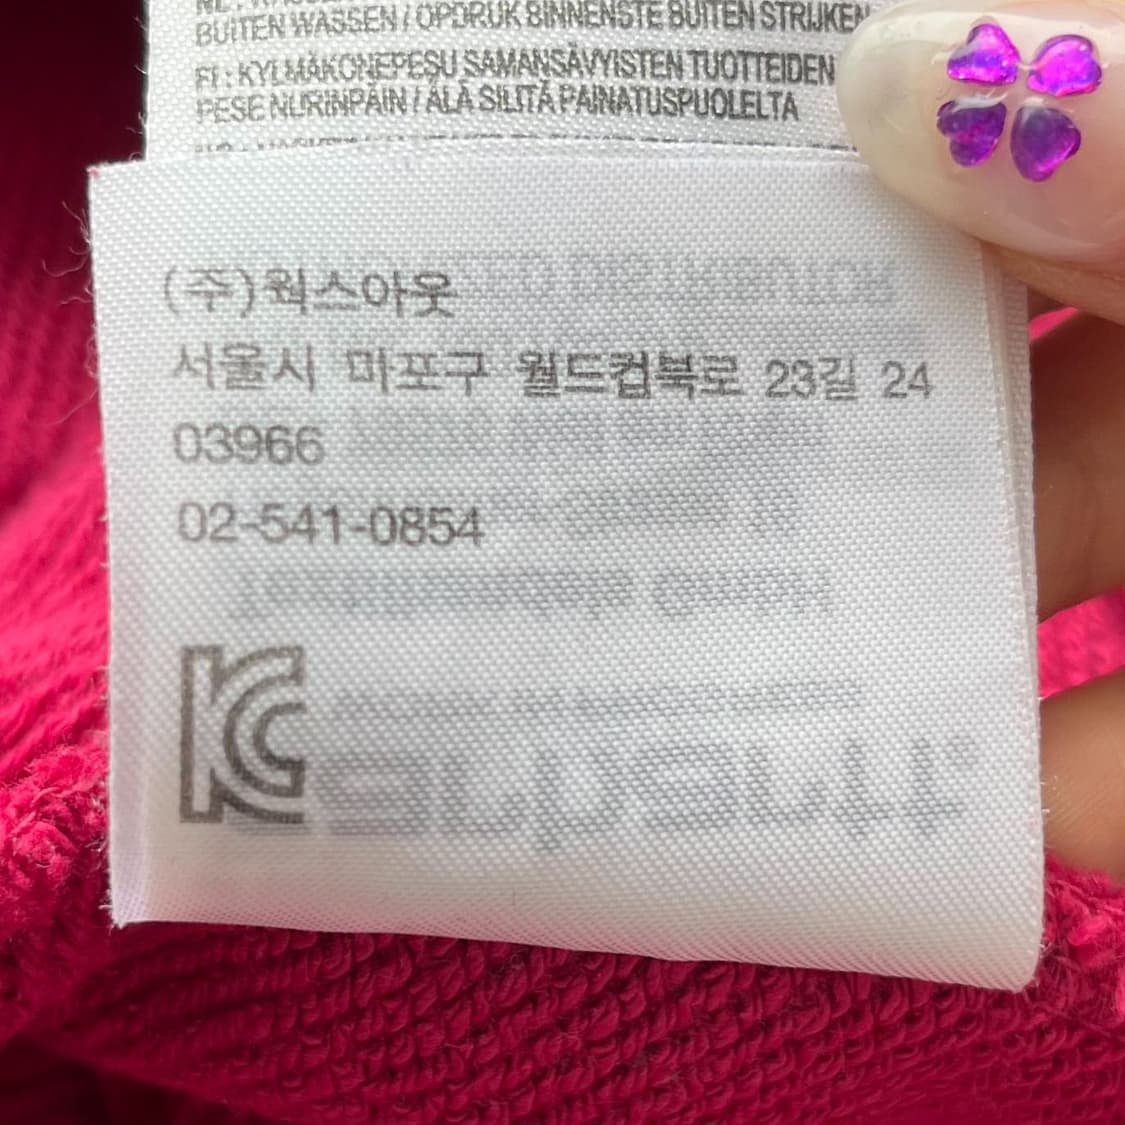 BUITEN WASSEN / OPDRUK BINNENSTE BUITEN STRIJKEN
FI : KYLMÄKONEPESU SAMANSÄVYISTEN TUOTTEIDEN
PESE NURINPÄIN / ÄLÄ SILITÄ PAINATUSPUOLELTA
(주)웍스아웃
서울시 마포구 월드컵북로 23길 24
03966
02-541-0854
KC